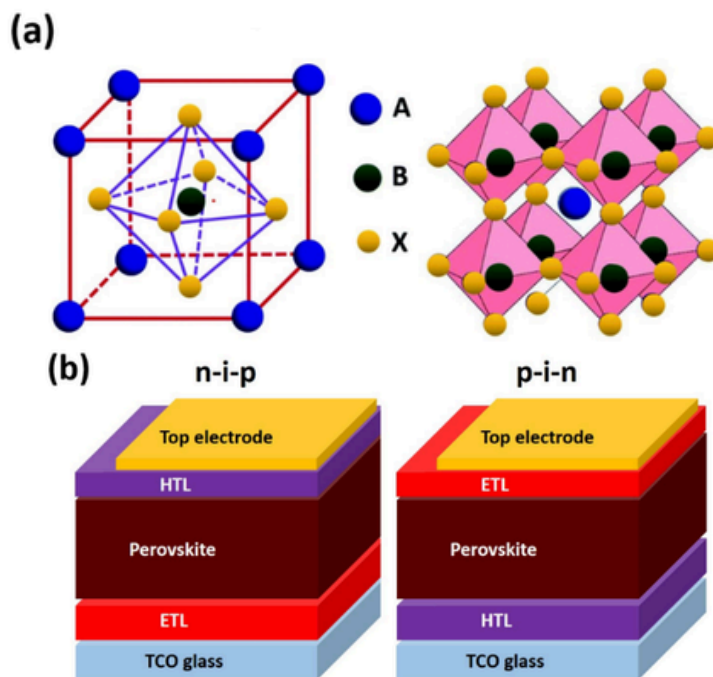 (a)
A
B
X
(b)
n-i-p
p-i-n
Top electrode
HTL
Perovskite
ETL
TCO glass
Top electrode
ETL
Perovskite
HTL
TCO glass